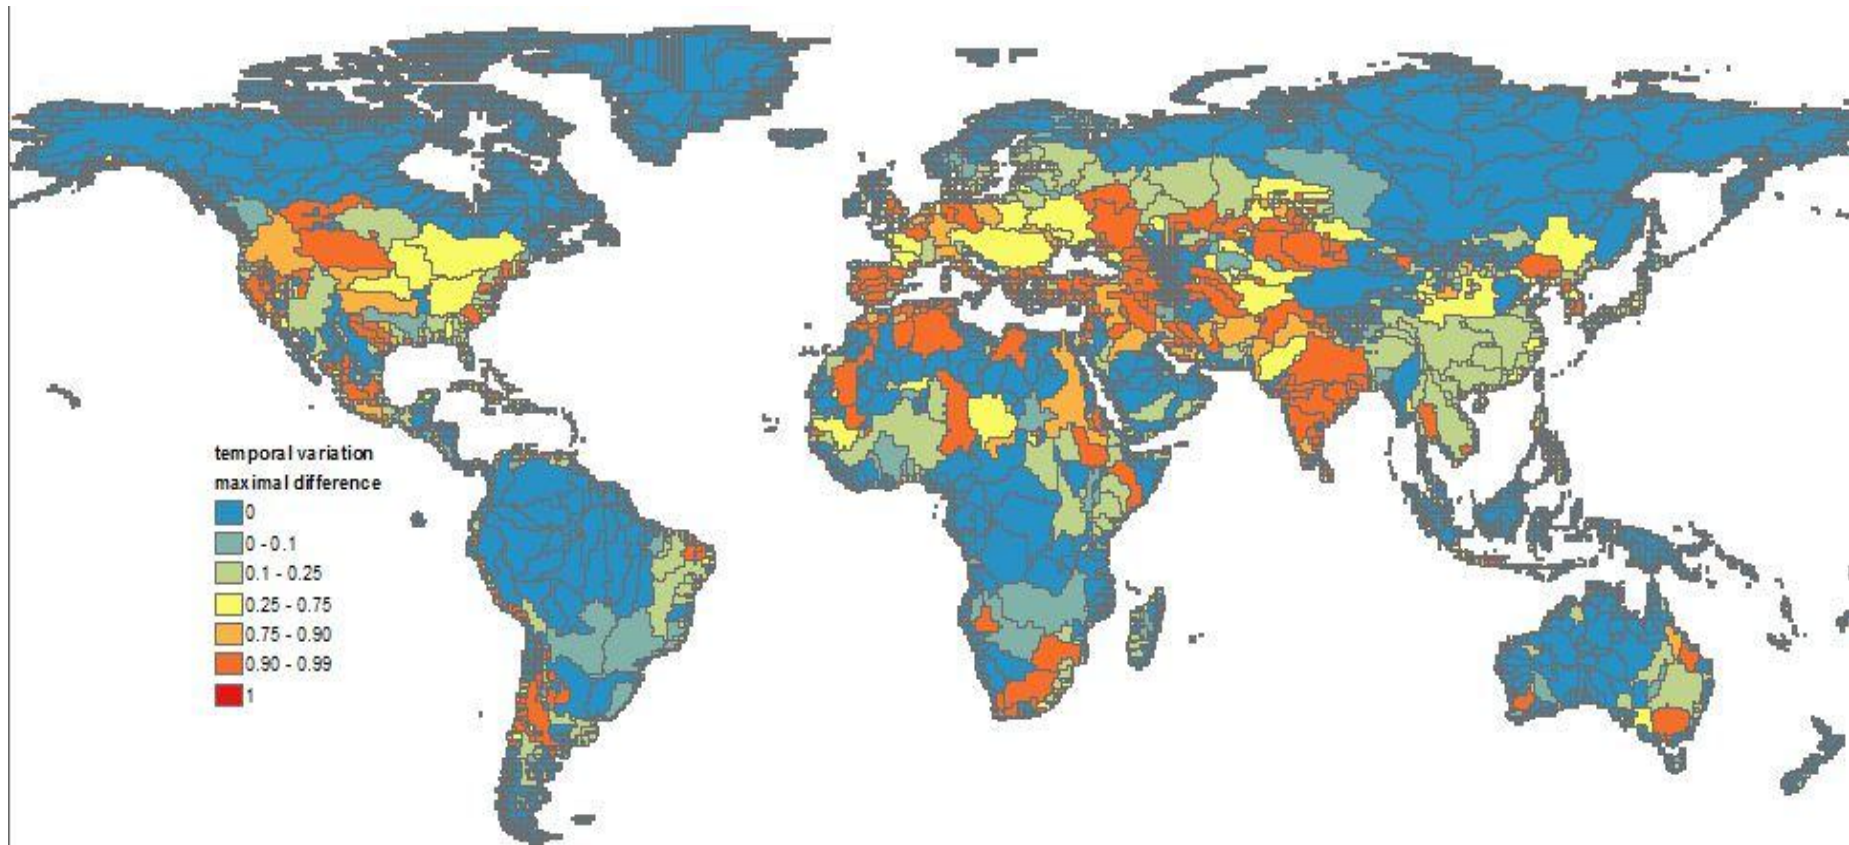 temporal variation
maximal difference
0
0 - 0.1
0.1 - 0.25
0.25 - 0.75
0.75 - 0.90
0.90 - 0.99
1